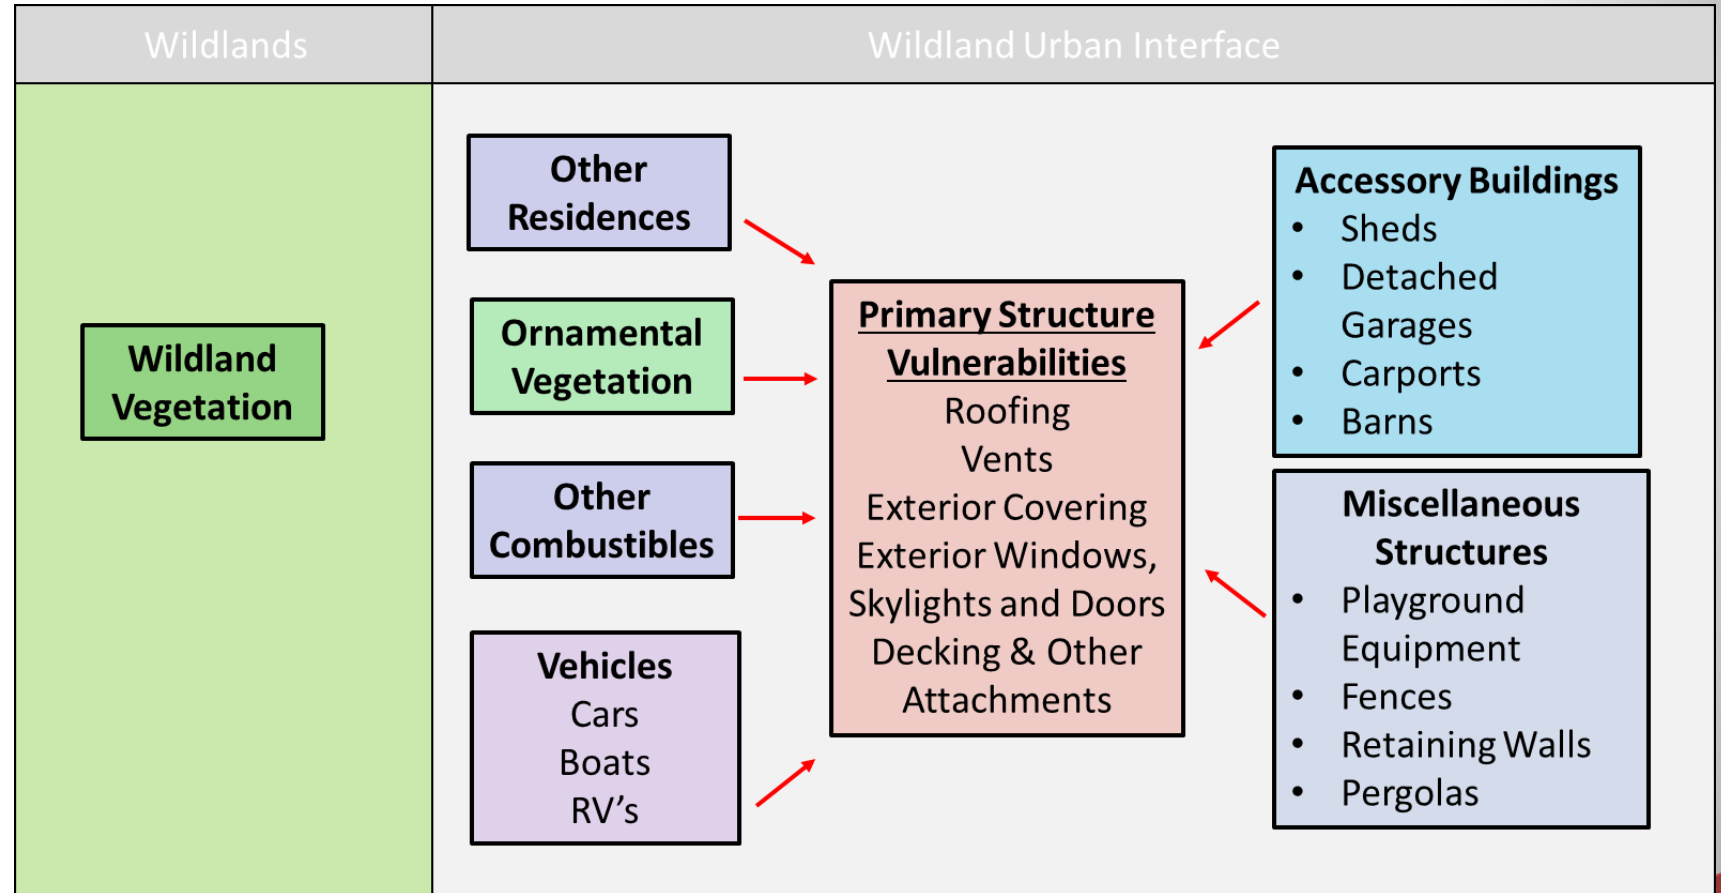 Wildlands
Wildland Urban Interface
Wildland
Vegetation
Other
Residences
Ornamental
Vegetation
Other
Combustibles
Vehicles
Cars
Boats
RV’s
Primary Structure
Vulnerabilities
Roofing
Vents
Exterior Covering
Exterior Windows,
Skylights and Doors
Decking & Other
Attachments
Accessory Buildings
• Sheds
• Detached
Garages
• Carports
• Barns
Miscellaneous
Structures
• Playground
Equipment
• Fences
• Retaining Walls
• Pergolas